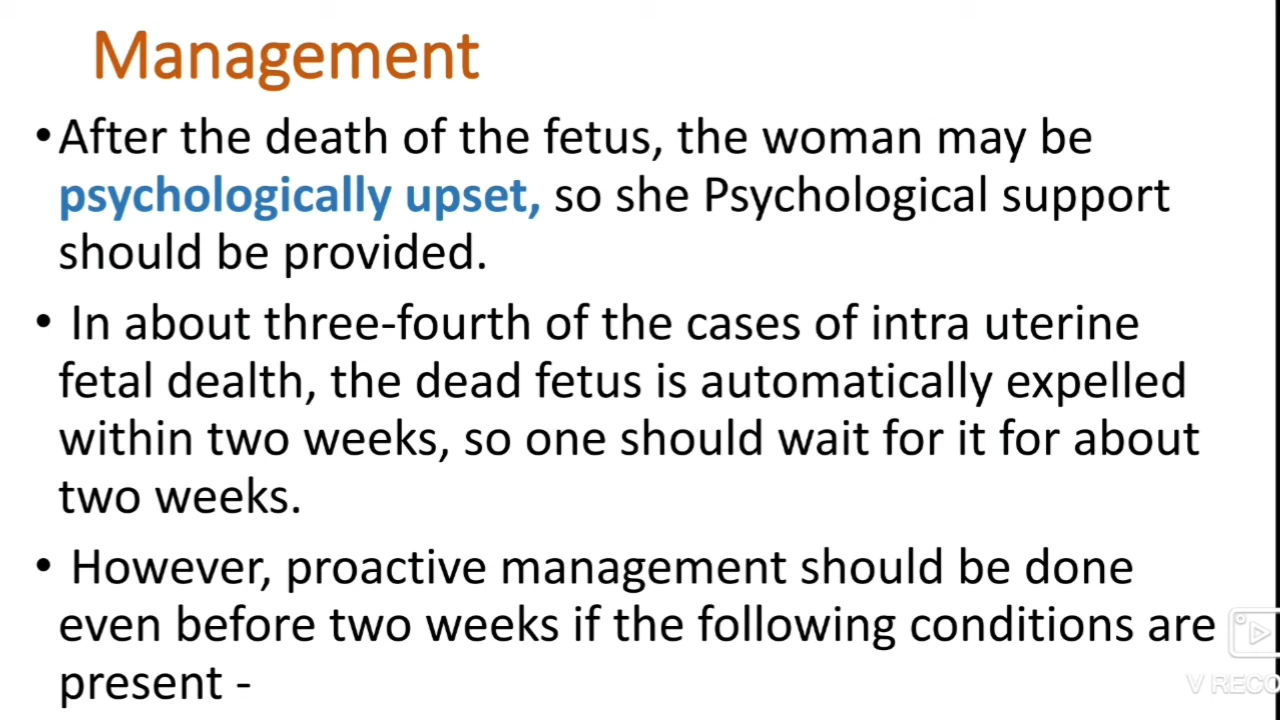 Management
•After the death of the fetus, the woman may be
psychologically upset, so she Psychological support
should be provided.
• In about three-fourth of the cases of intra uterine
fetal dealth, the dead fetus is automatically expelled
within two weeks, so one should wait for it for about
two weeks.
• However, proactive management should be done
even before two weeks if the following conditions are
present -
V RECO